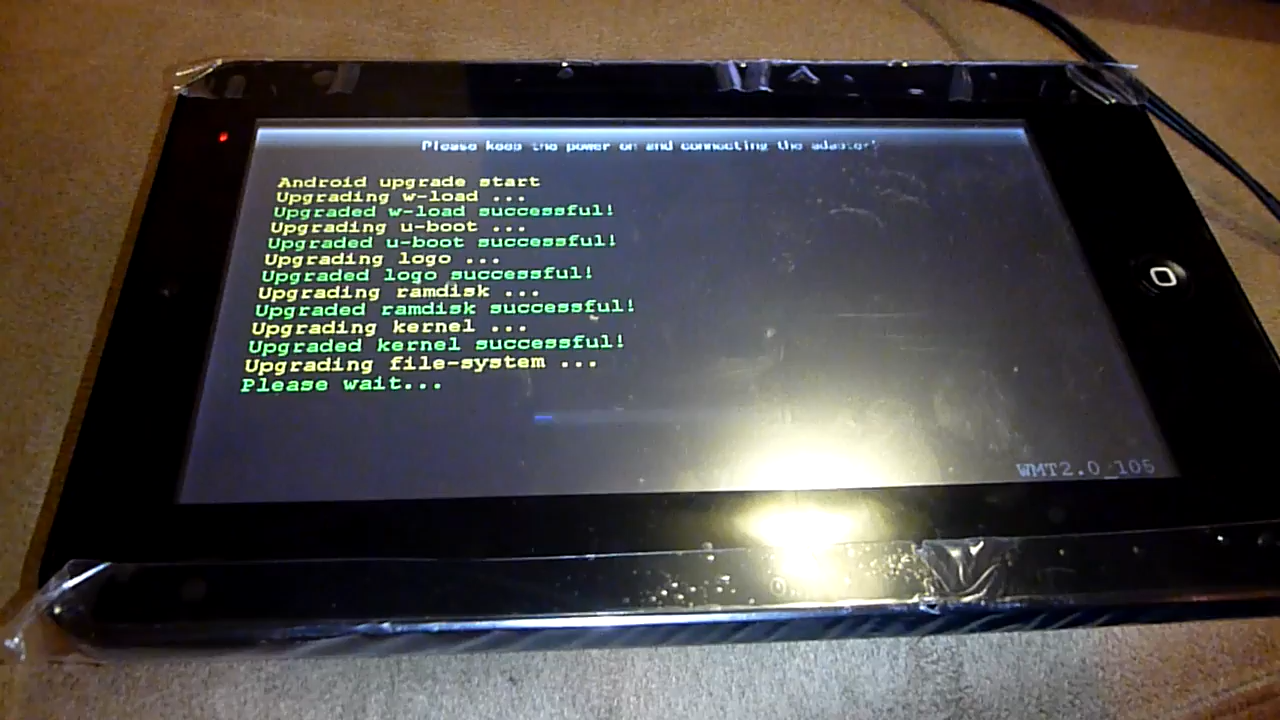 Please keep the power on and connecting the adapter!
Android upgrade start
Upgrading w-load ...
Upgraded w-load successful!
Upgrading u-boot ...
Upgraded u-boot successful!
Upgrading logo ...
Upgraded logo successful!
Upgrading ramdisk ...
Upgraded ramdisk successful!
Upgrading kernel ...
Upgraded kernel successful!
Upgrading file-system ...
Please wait...
WMT2.0_105